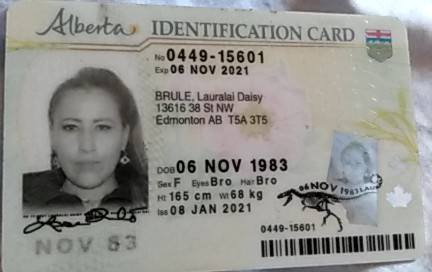 Alberta IDENTIFICATION CARD
No 0449-15601
Exp 06 NOV 2021
BRULE, Lauralai Daisy
13616 38 St NW
Edmonton AB T5A 3T5
DOB 06 NOV 1983
Sex F Eyes Bro Hair Bro
Ht 165 cm Wt 68 kg
Iss 08 JAN 2021
06 NOV 1983 LAU
NOV 83
0449-15601